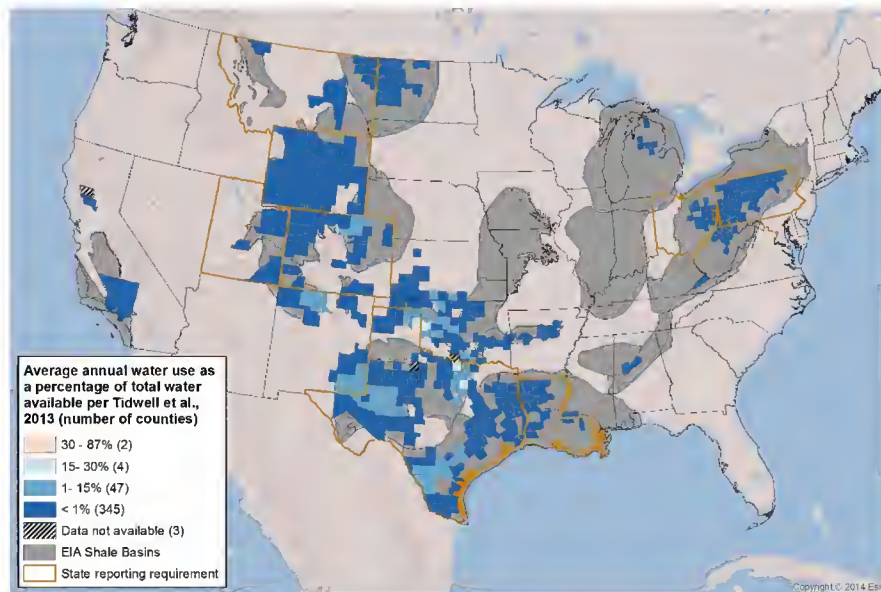 Average annual water use as
a percentage of total water
available per Tidwell et al.,
2013 (number of counties)
30 - 87% (2)
15- 30% (4)
1- 15% (47)
< 1% (345)
Data not available (3)
EIA Shale Basins
State reporting requirement
Copyright:© 2014 Esri